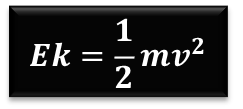 Ek = 1/2 mv²